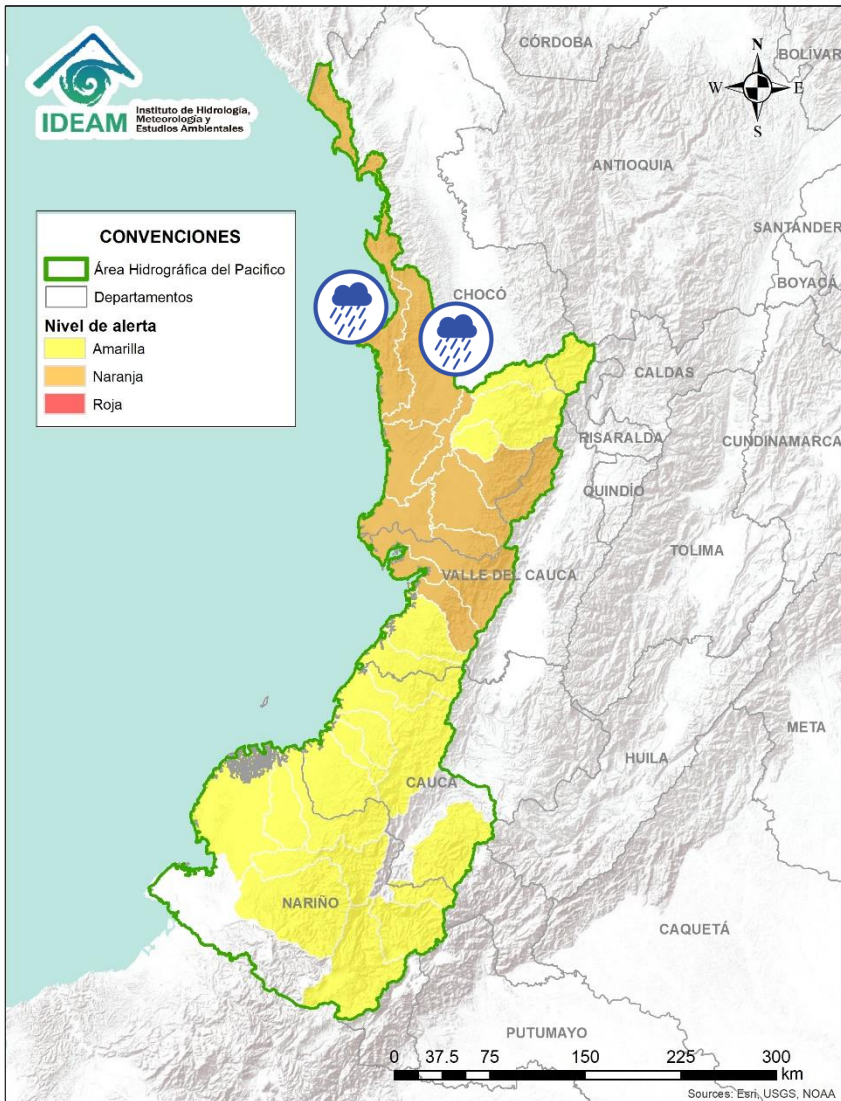 IDEAM
Instituto de Hidrología,
Meteorología y
Estudios Ambientales
CÓRDOBA
BOLÍVAR
N
W
E
S
ANTIOQUIA
SANTANDER
BOYACÁ
CONVENCIONES
Área Hidrográfica del Pacifico
Departamentos
Nivel de alerta
Amarilla
Naranja
Roja
CHOCÓ
CALDAS
RISARALDA
CUNDINAMARCA
QUINDÍO
TOLIMA
VALLE DEL CAUCA
META
HUILA
CAUCA
NARIÑO
CAQUETÁ
PUTUMAYO
0 37.5 75 150 225 300
km
Sources: Esri, USGS, NOAA